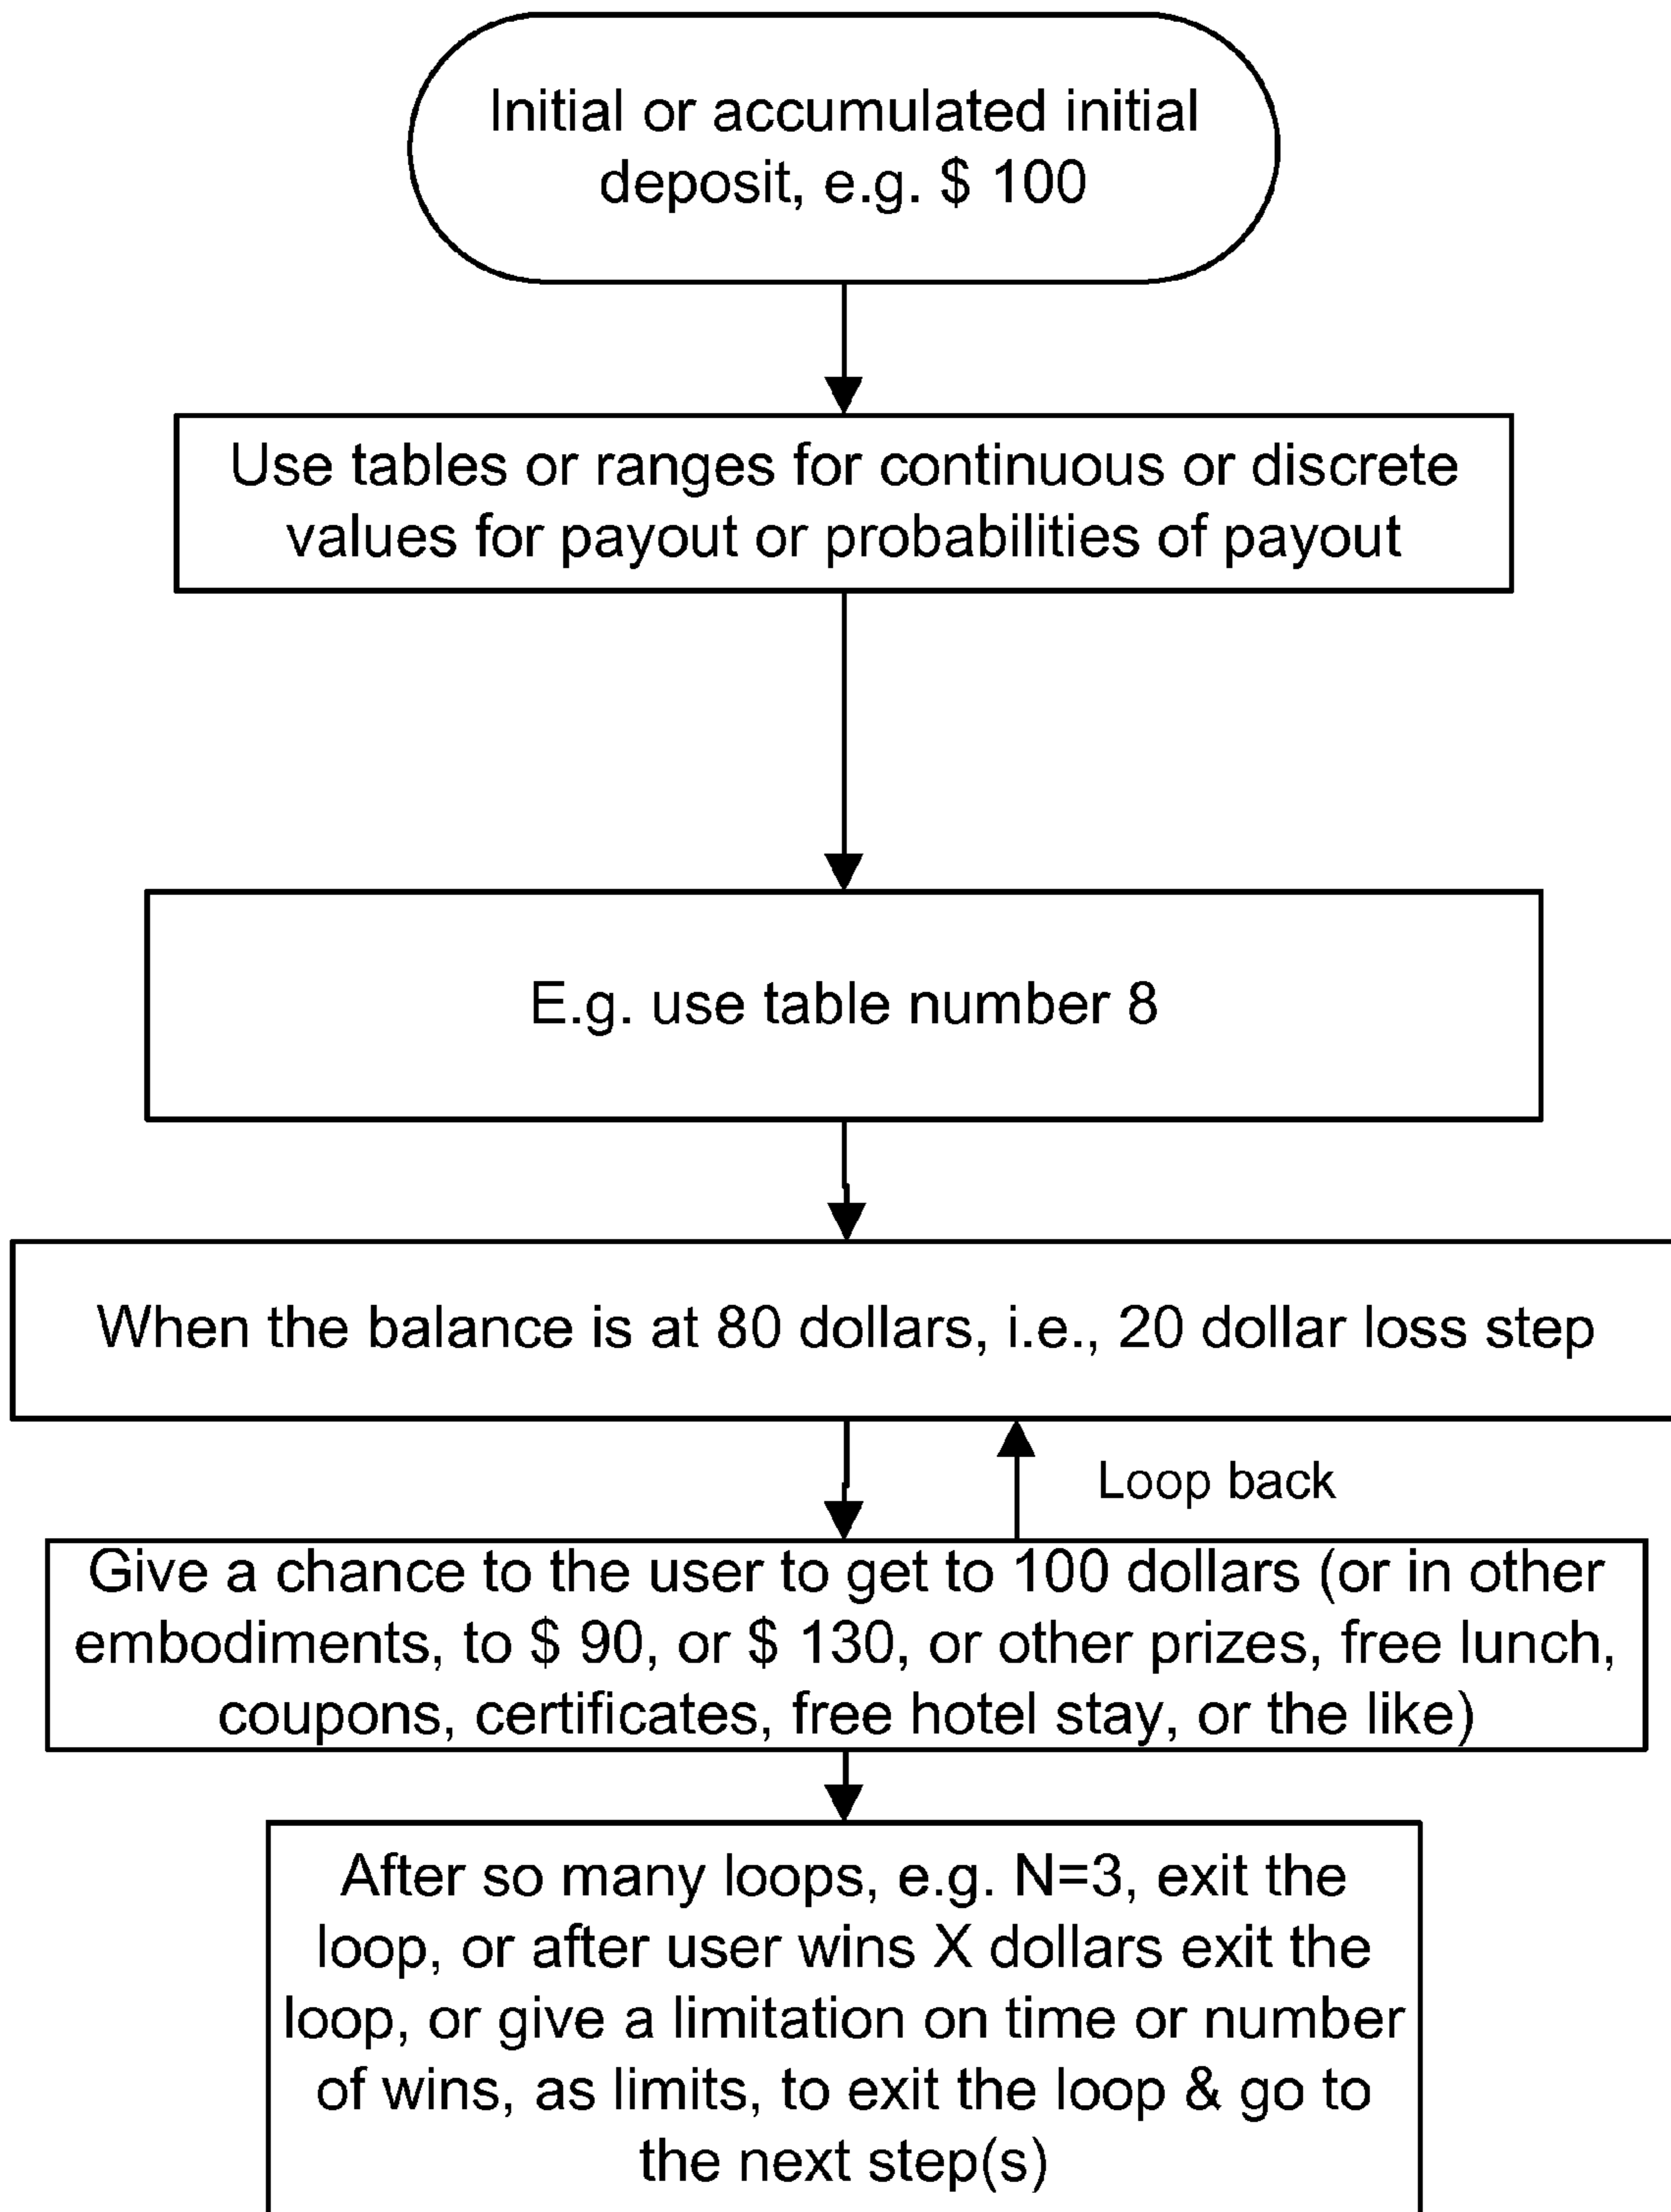 Initial or accumulated initial
deposit, e.g. $ 100
Use tables or ranges for continuous or discrete
values for payout or probabilities of payout
E.g. use table number 8
When the balance is at 80 dollars, i.e., 20 dollar loss step
Loop back
Give a chance to the user to get to 100 dollars (or in other
embodiments, to $ 90, or $ 130, or other prizes, free lunch,
coupons, certificates, free hotel stay, or the like)
After so many loops, e.g. N=3, exit the
loop, or after user wins X dollars exit the
loop, or give a limitation on time or number
of wins, as limits, to exit the loop & go to
the next step(s)